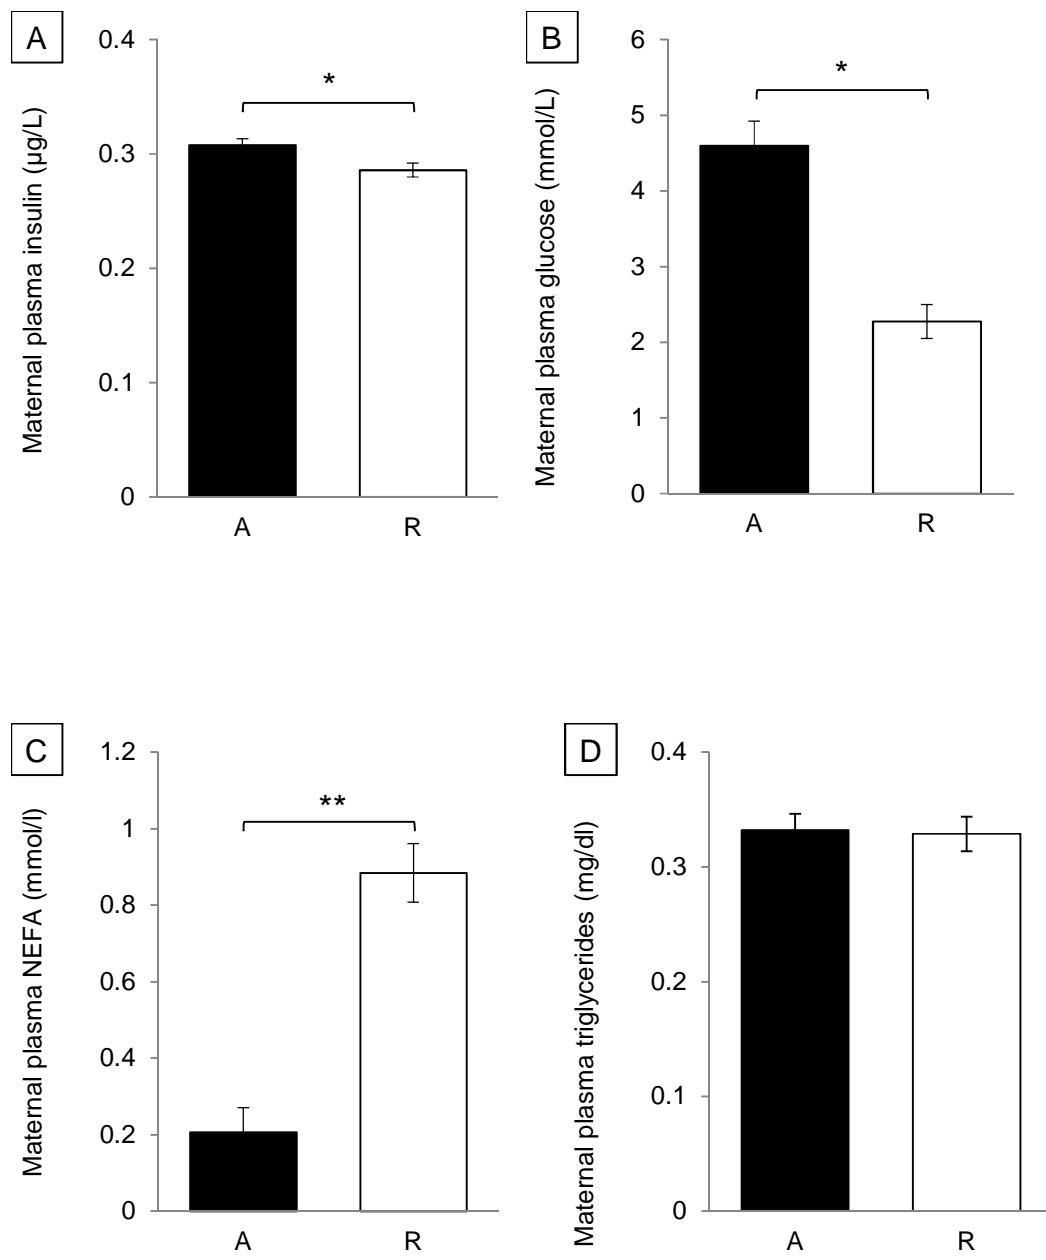 A
Maternal plasma insulin (µg/L)
0.4
0.3
0.2
0.1
0
*
A
R
B
Maternal plasma glucose (mmol/L)
6
5
4
3
2
1
0
*
A
R
C
Maternal plasma NEFA (mmol/l)
1.2
1
0.8
0.6
0.4
0.2
0
**
A
R
D
Maternal plasma triglycerides (mg/dl)
0.4
0.3
0.2
0.1
0
A
R